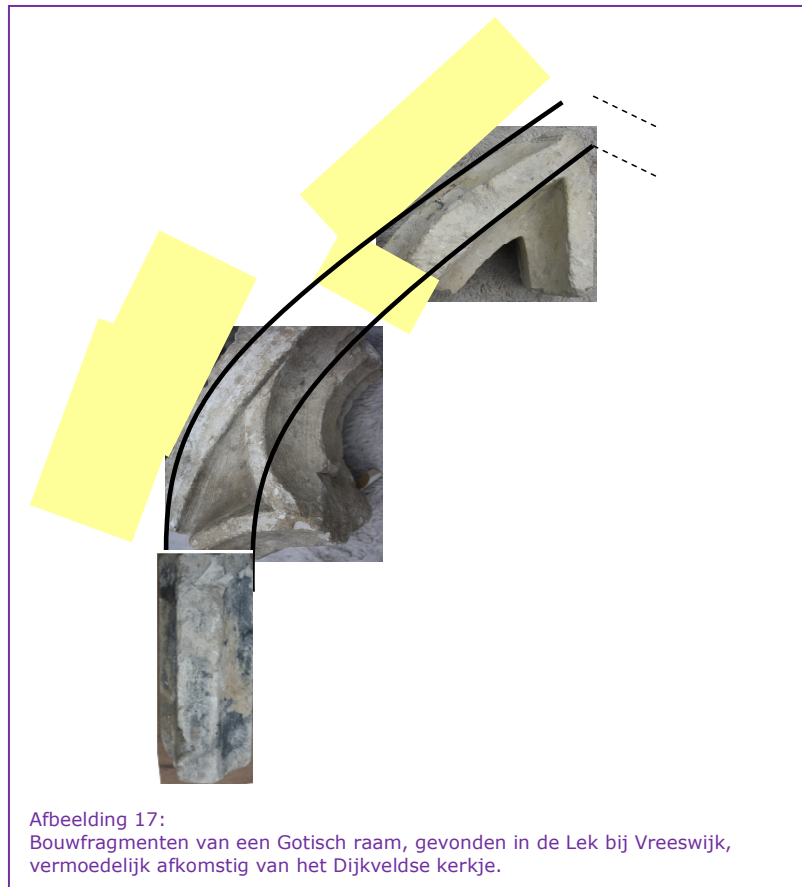 Afbeelding 17:
Bouwfragmenten van een Gotisch raam, gevonden in de Lek bij Vreeswijk,
vermoedelijk afkomstig van het Dijkveldse kerkje.